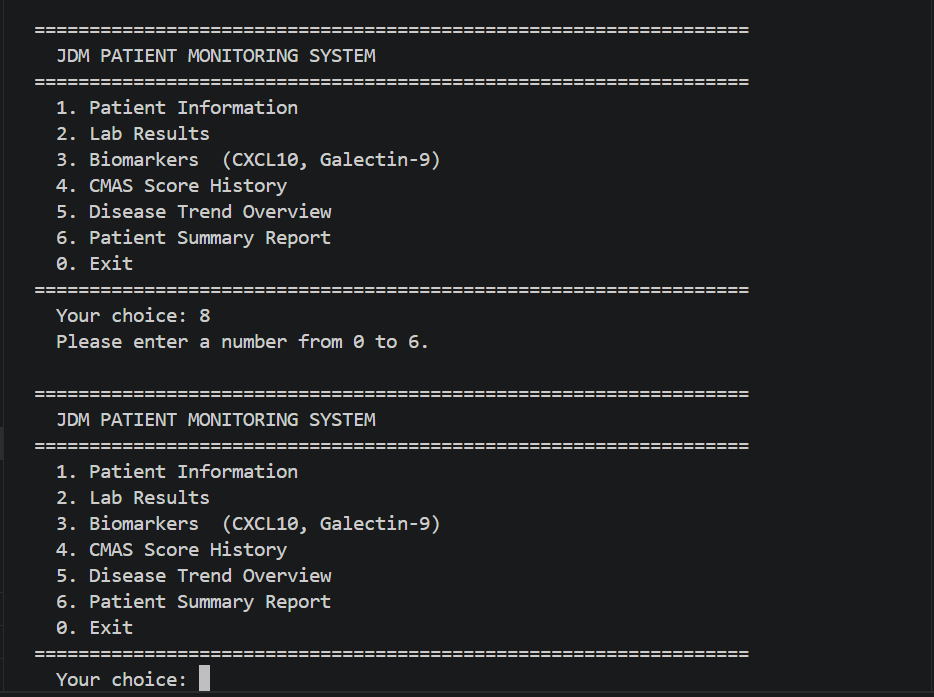 =================================================================
JDM PATIENT MONITORING SYSTEM
=================================================================
1. Patient Information
2. Lab Results
3. Biomarkers  (CXCL10, Galectin-9)
4. CMAS Score History
5. Disease Trend Overview
6. Patient Summary Report
0. Exit
=================================================================
Your choice: 8
Please enter a number from 0 to 6.
=================================================================
JDM PATIENT MONITORING SYSTEM
=================================================================
1. Patient Information
2. Lab Results
3. Biomarkers  (CXCL10, Galectin-9)
4. CMAS Score History
5. Disease Trend Overview
6. Patient Summary Report
0. Exit
=================================================================
Your choice: